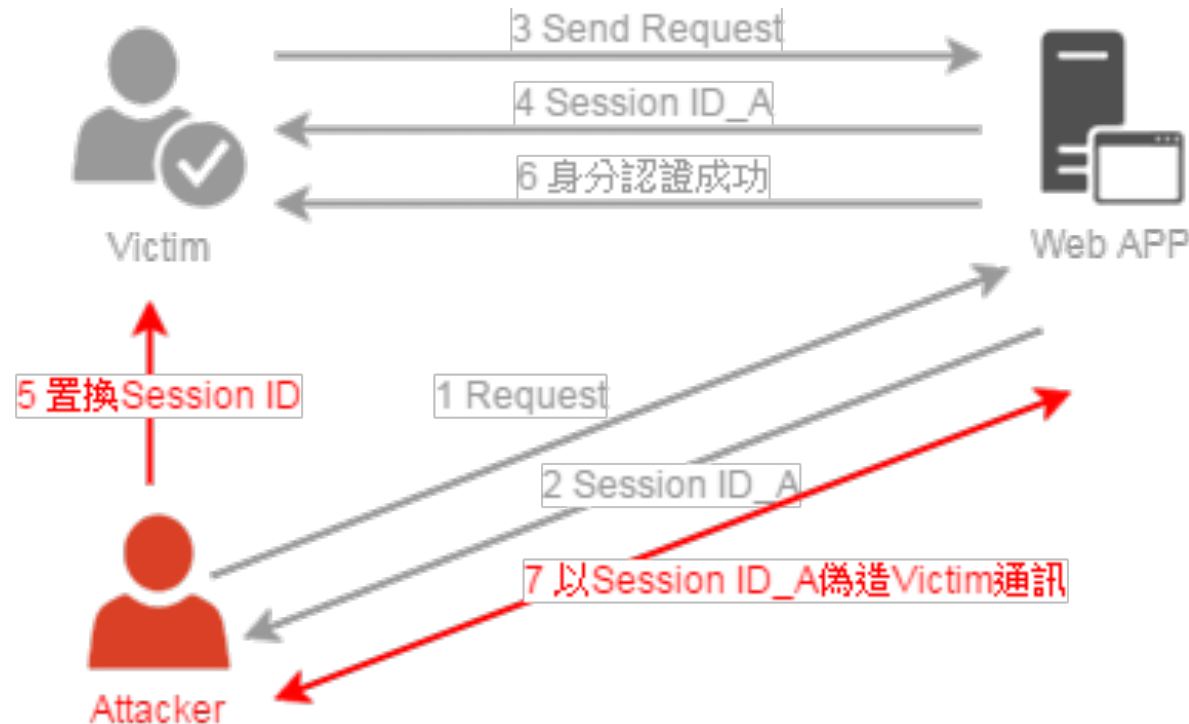 3 Send Request
4 Session ID_A
6 身分認證成功
Victim
Web APP
5 置換Session ID
1 Request
2 Session ID_A
7 以Session ID_A偽造Victim通訊
Attacker